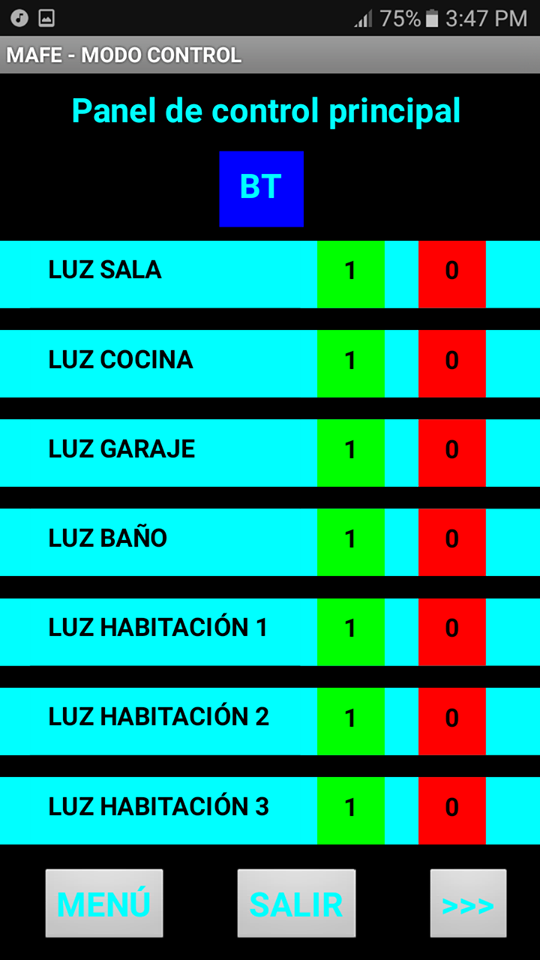 75% 3:47 PM
MAFE - MODO CONTROL
Panel de control principal
BT
LUZ SALA 1 0
LUZ COCINA 1 0
LUZ GARAJE 1 0
LUZ BAÑO 1 0
LUZ HABITACIÓN 1 1 0
LUZ HABITACIÓN 2 1 0
LUZ HABITACIÓN 3 1 0
MENÚ SALIR >>>